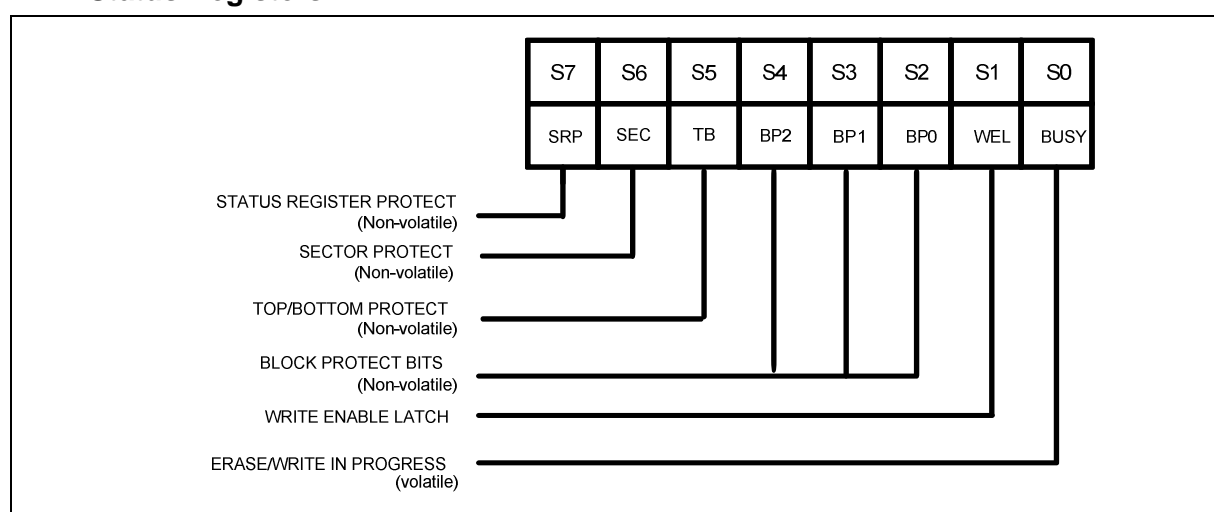 S7 S6 S5 S4 S3 S2 S1 S0
SRP SEC TB BP2 BP1 BP0 WEL BUSY
STATUS REGISTER PROTECT
(Non-volatile)
SECTOR PROTECT
(Non-volatile)
TOP/BOTTOM PROTECT
(Non-volatile)
BLOCK PROTECT BITS
(Non-volatile)
WRITE ENABLE LATCH
ERASE/WRITE IN PROGRESS
(volatile)